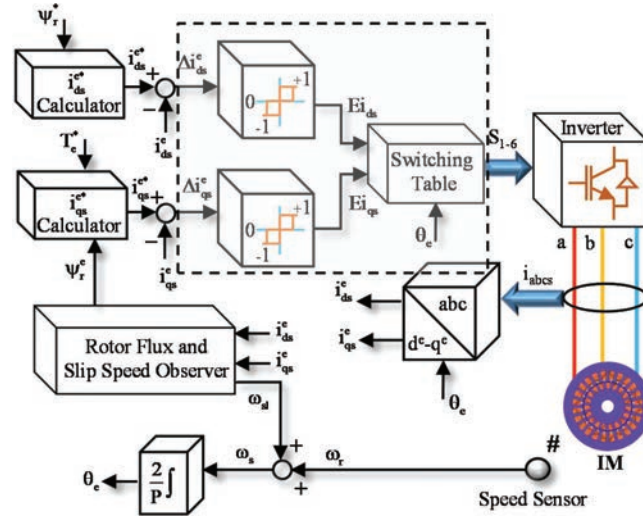 ψr*
ids^e*
Calculator
ids^e*
+
−
ids^e
Δids^e
0
+1
-1
Eids
Te*
iqs^e*
Calculator
iqs^e*
+
−
iqs^e
Δiqs^e
0
+1
-1
Eiqs
Switching
Table
θe
S1-6
Inverter
a
b
c
iabcs
abc
d^e-q^e
ids^e
iqs^e
θe
ψr^e
Rotor Flux and
Slip Speed Observer
ids^e
iqs^e
ωsl
+
+
ωs
ωr
θe
2/P ∫
#
Speed Sensor
IM